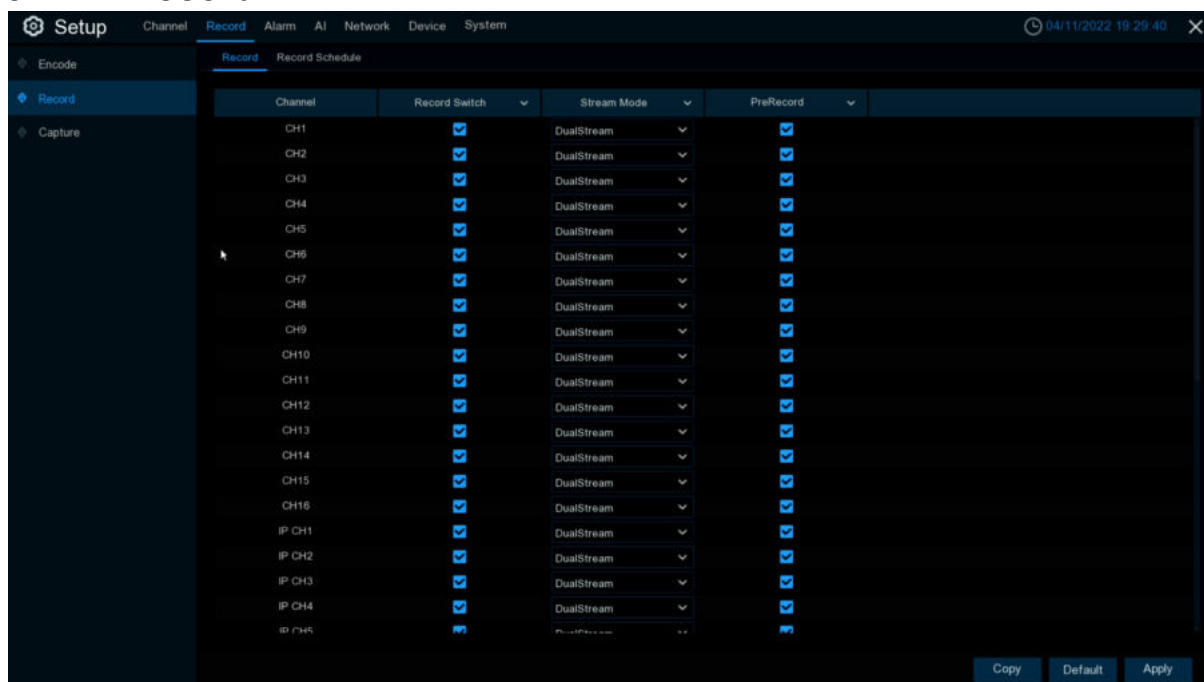 Setup Channel Record Alarm AI Network Device System 04/11/2022 19:29:40
Encode
Record
Capture
Record Record Schedule
Channel Record Switch Stream Mode PreRecord
CH1 DualStream
CH2 DualStream
CH3 DualStream
CH4 DualStream
CH5 DualStream
CH6 DualStream
CH7 DualStream
CH8 DualStream
CH9 DualStream
CH10 DualStream
CH11 DualStream
CH12 DualStream
CH13 DualStream
CH14 DualStream
CH15 DualStream
CH16 DualStream
IP CH1 DualStream
IP CH2 DualStream
IP CH3 DualStream
IP CH4 DualStream
IP CH5 DualStream
Copy Default Apply